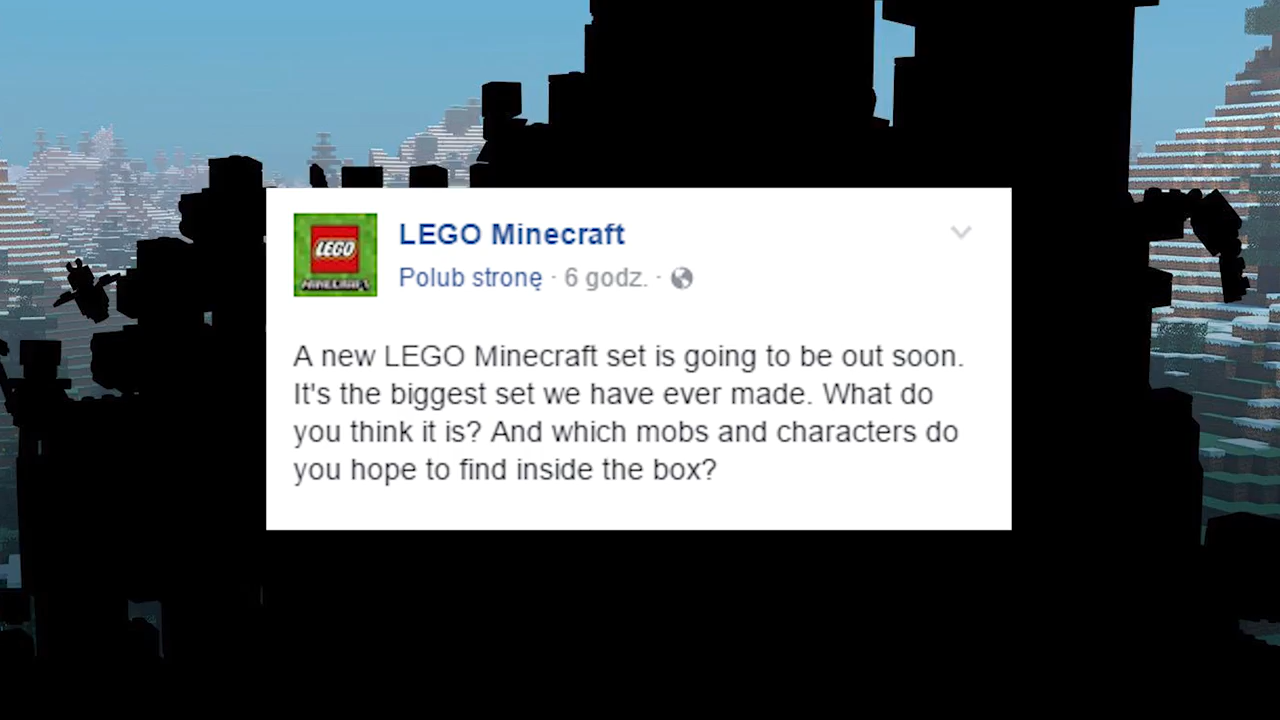 LEGO
MINECRAFT
LEGO Minecraft
Polub stronę · 6 godz. ·
A new LEGO Minecraft set is going to be out soon.
It's the biggest set we have ever made. What do
you think it is? And which mobs and characters do
you hope to find inside the box?